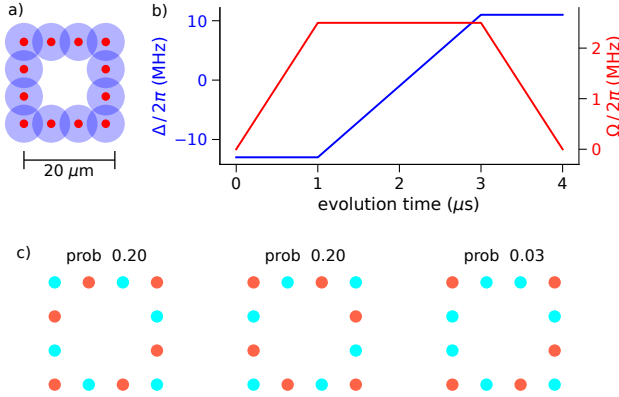 a)
20 μm
b)
Δ/2π (MHz)
10
0
−10
0
1
2
3
4
evolution time (μs)
2
1
0
Ω/2π (MHz)
c)
prob 0.20
prob 0.20
prob 0.03